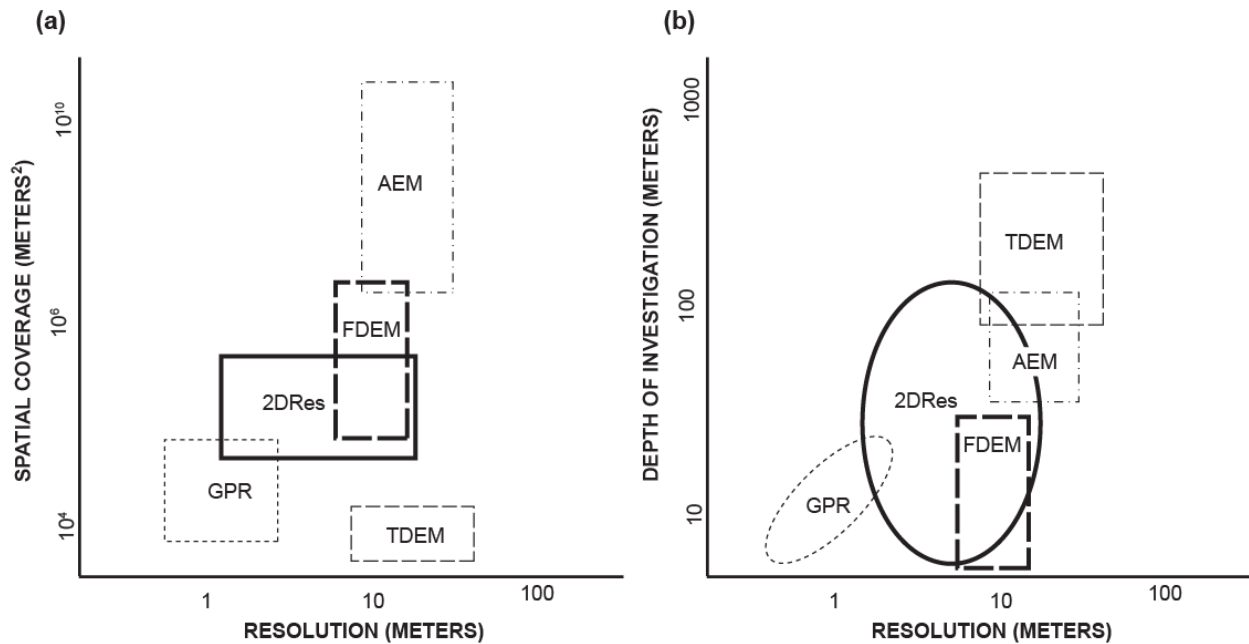 (a)
SPATIAL COVERAGE (METERS²)
10¹⁰
10⁶
10⁴
AEM
FDEM
2DRes
GPR
TDEM
1
10
100
RESOLUTION (METERS)
(b)
DEPTH OF INVESTIGATION (METERS)
1000
100
10
TDEM
AEM
2DRes
FDEM
GPR
1
10
100
RESOLUTION (METERS)